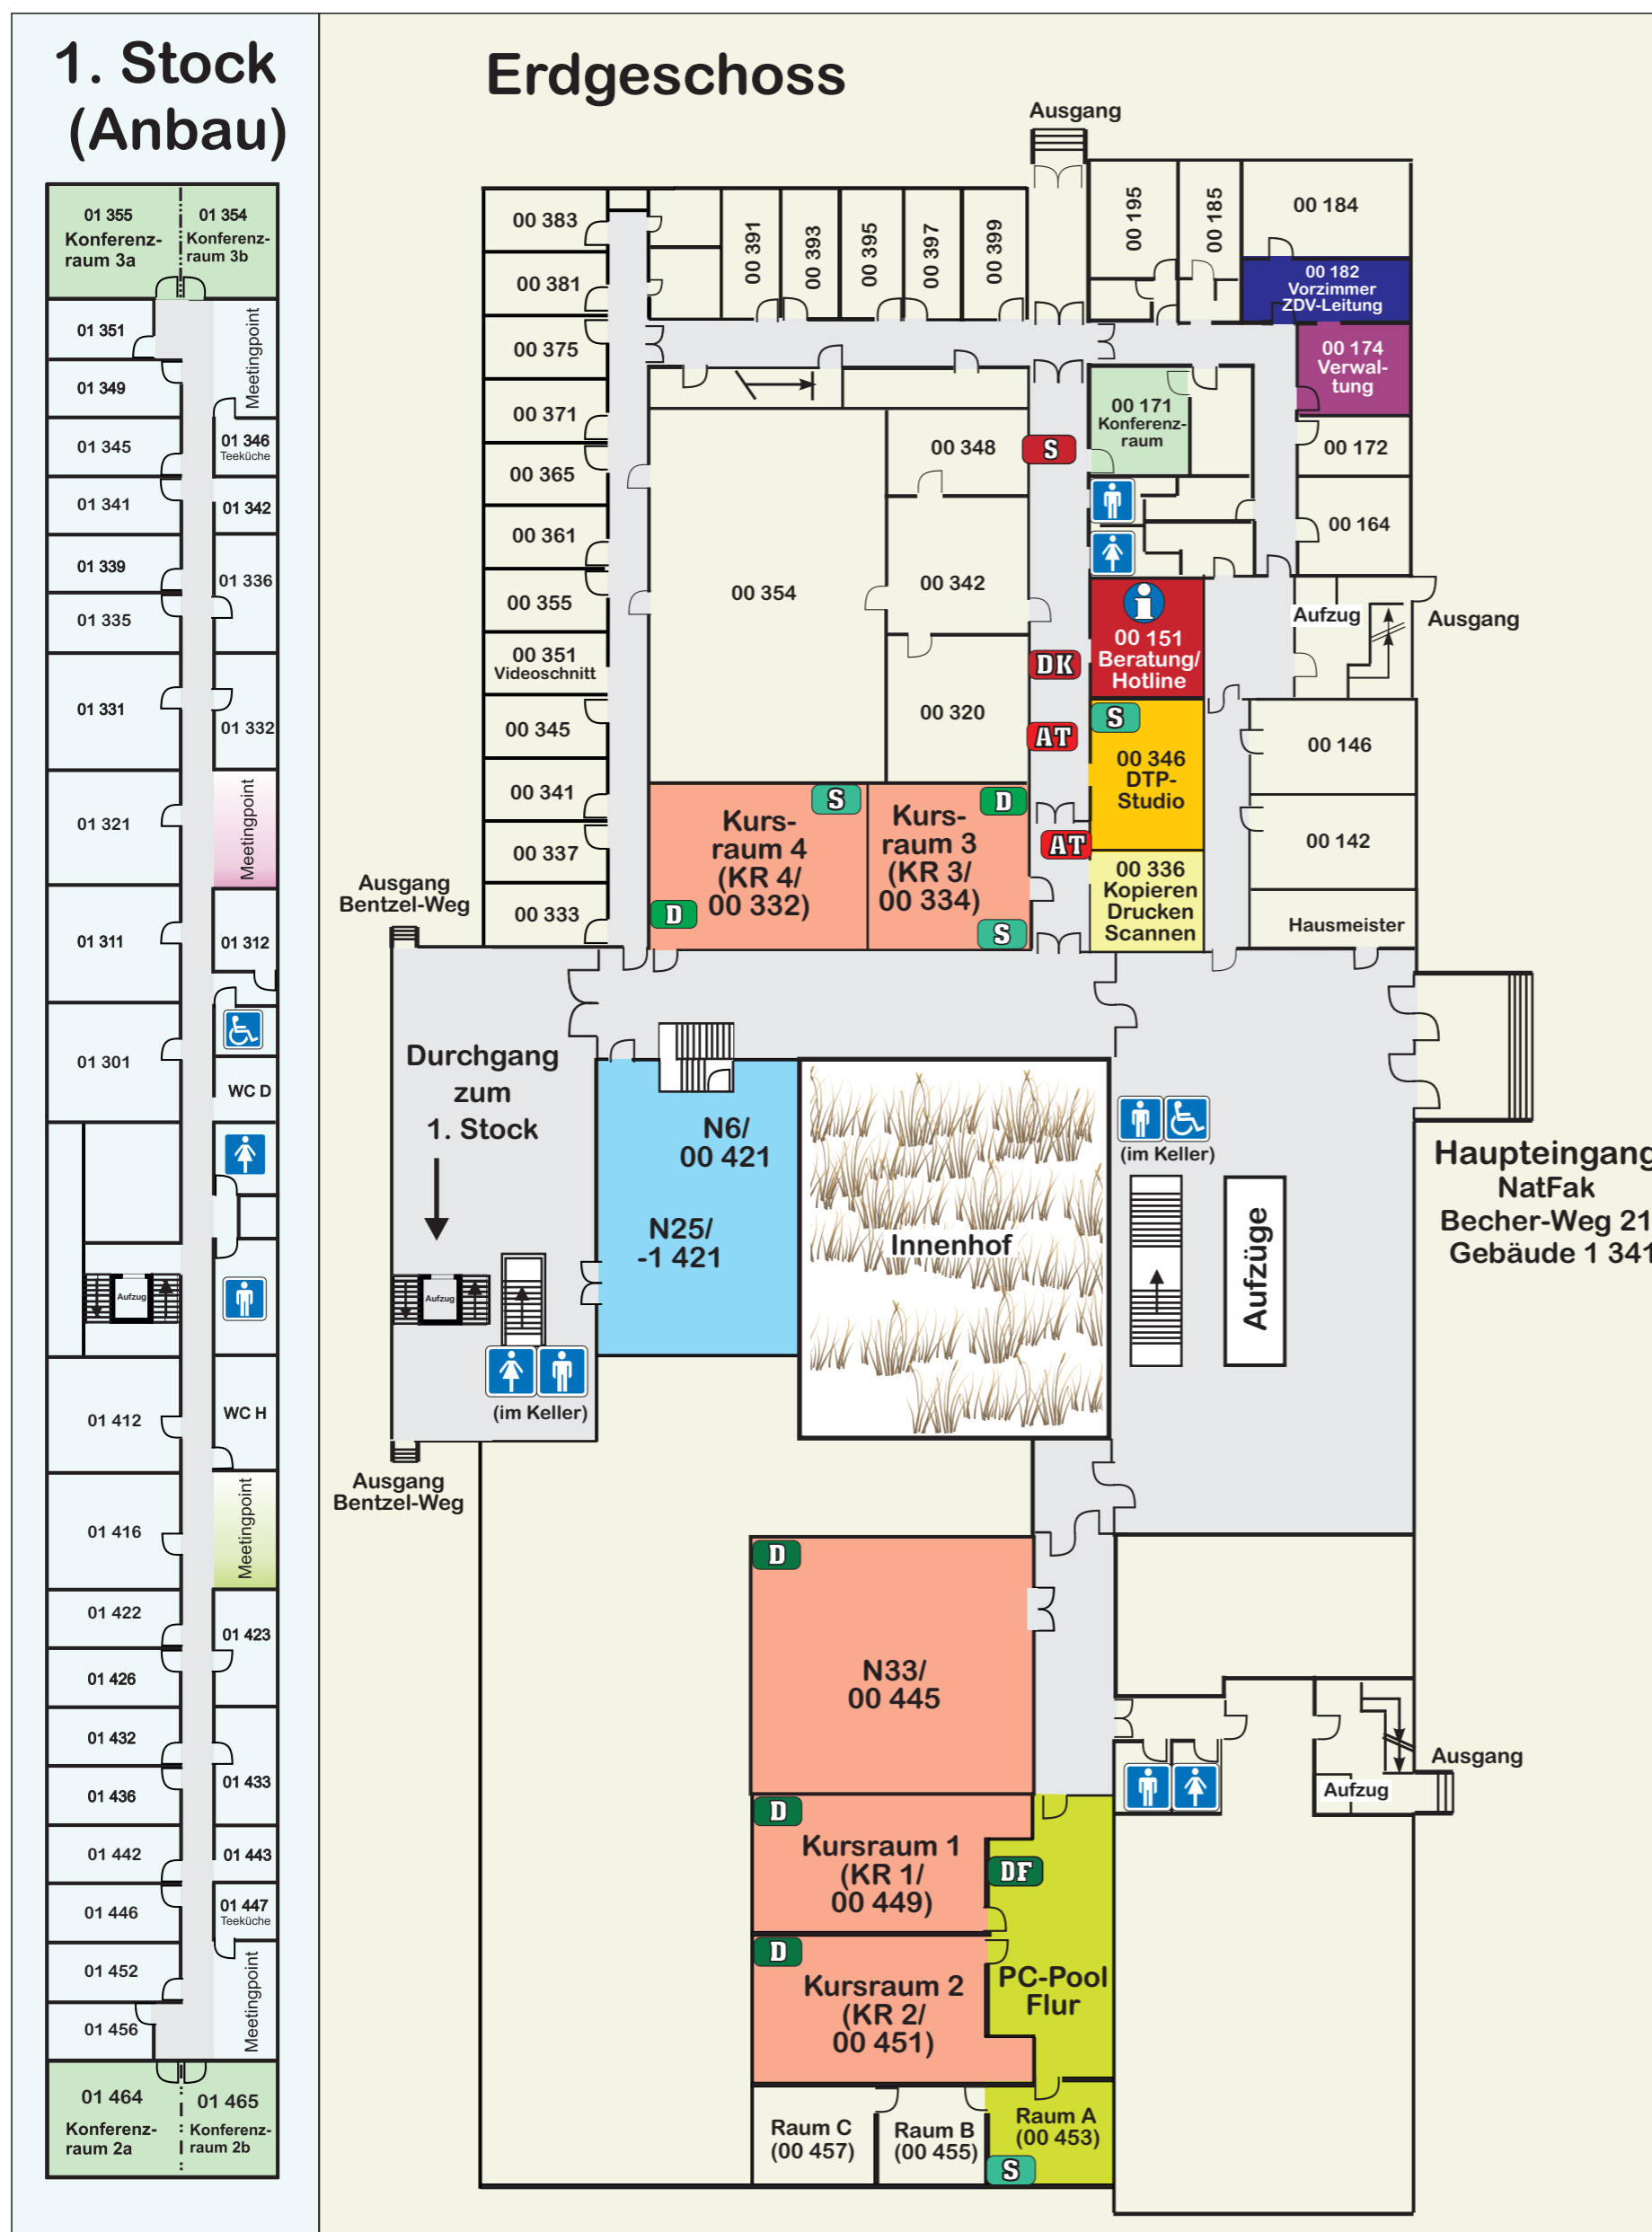 1. Stock
(Anbau)
01 355
Konferenz-
raum 3a
01 354
Konferenz-
raum 3b
01 351
Meetingpoint
01 349
01 345
01 346
Teeküche
01 341
01 342
01 339
01 336
01 335
01 331
01 332
01 321
Meetingpoint
01 311
01 312
01 301
WC D
Aufzug
01 412
WC H
01 416
Meetingpoint
01 422
01 423
01 426
01 432
01 433
01 436
01 442
01 443
01 446
01 447
Teeküche
01 452
Meetingpoint
01 456
01 464
Konferenz-
raum 2a
01 465
Konferenz-
raum 2b
Erdgeschoss
Ausgang
00 383
00 381
00 375
00 371
00 365
00 361
00 355
00 351
Videoschnitt
00 345
00 341
00 337
00 333
00 391
00 393
00 395
00 397
00 399
00 195
00 185
00 184
00 182
Vorzimmer
ZDV-Leitung
00 174
Verwal-
tung
00 171
Konferenz-
raum
00 172
00 164
00 348
S
00 354
00 342
00 320
i
00 151
Beratung/
Hotline
DK
AT
Aufzug
Ausgang
S
00 346
DTP-
Studio
00 146
00 142
AT
00 336
Kopieren
Drucken
Scannen
Hausmeister
S
Kurs-
raum 4
(KR 4/
00 332)
D
D
Kurs-
raum 3
(KR 3/
00 334)
S
Ausgang
Bentzel-Weg
Durchgang
zum
1. Stock
N6/
00 421
N25/
-1 421
Innenhof
(im Keller)
Aufzüge
Haupteingang
NatFak
Becher-Weg 21
Gebäude 1 341
Aufzug
(im Keller)
Ausgang
Bentzel-Weg
D
N33/
00 445
Ausgang
Aufzug
D
Kursraum 1
(KR 1/
00 449)
DF
D
Kursraum 2
(KR 2/
00 451)
PC-Pool
Flur
Raum C
(00 457)
Raum B
(00 455)
Raum A
(00 453)
S